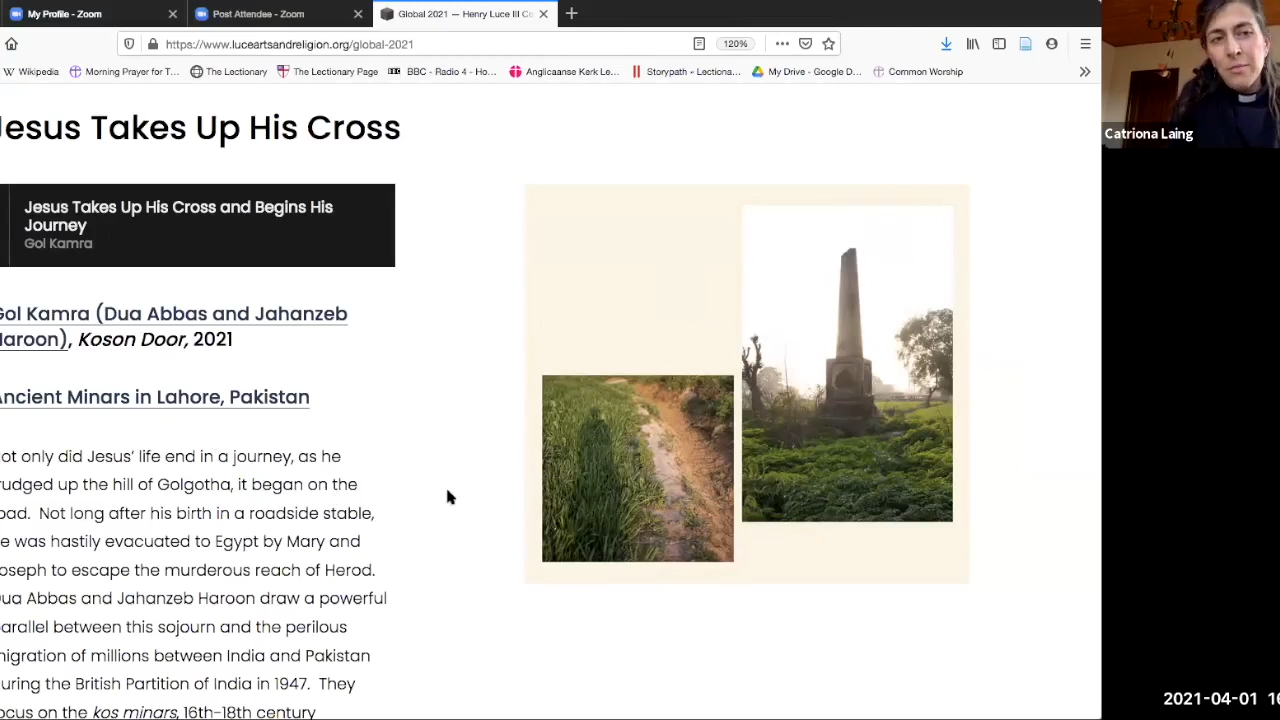 My Profile - Zoom
Post Attendee - Zoom
Global 2021 — Henry Luce III Ce
https://www.luceartsandreligion.org/global-2021
120%
Wikipedia
Morning Prayer for T...
The Lectionary
The Lectionary Page
BBC - Radio 4 - Ho...
Anglicaanse Kerk Le...
Storypath - Lectiona...
My Drive - Google D...
Common Worship
Catriona Laing
Jesus Takes Up His Cross
Jesus Takes Up His Cross and Begins His
Journey
Gol Kamra
Gol Kamra (Dua Abbas and Jahanzeb
Haroon), Koson Door, 2021
Ancient Minars in Lahore, Pakistan
ot only did Jesus' life end in a journey, as he
rudged up the hill of Golgotha, it began on the
oad. Not long after his birth in a roadside stable,
e was hastily evacuated to Egypt by Mary and
oseph to escape the murderous reach of Herod.
Dua Abbas and Jahanzeb Haroon draw a powerful
arallel between this sojourn and the perilous
migration of millions between India and Pakistan
during the British Partition of India in 1947. They
ocus on the kos minars, 16th-18th century
2021-04-01 16